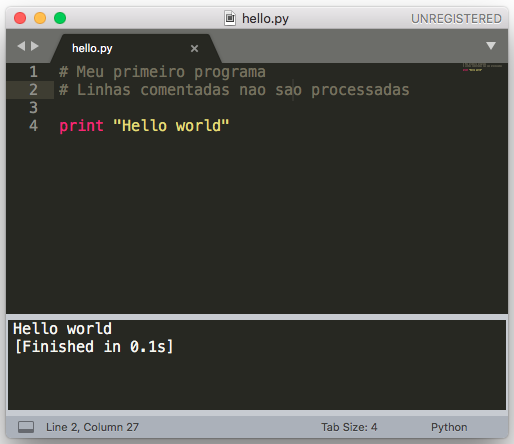 hello.py
UNREGISTERED
hello.py
1 # Meu primeiro programa
2 # Linhas comentadas nao sao processadas
3
4 print "Hello world"
Hello world
[Finished in 0.1s]
Line 2, Column 27 Tab Size: 4 Python